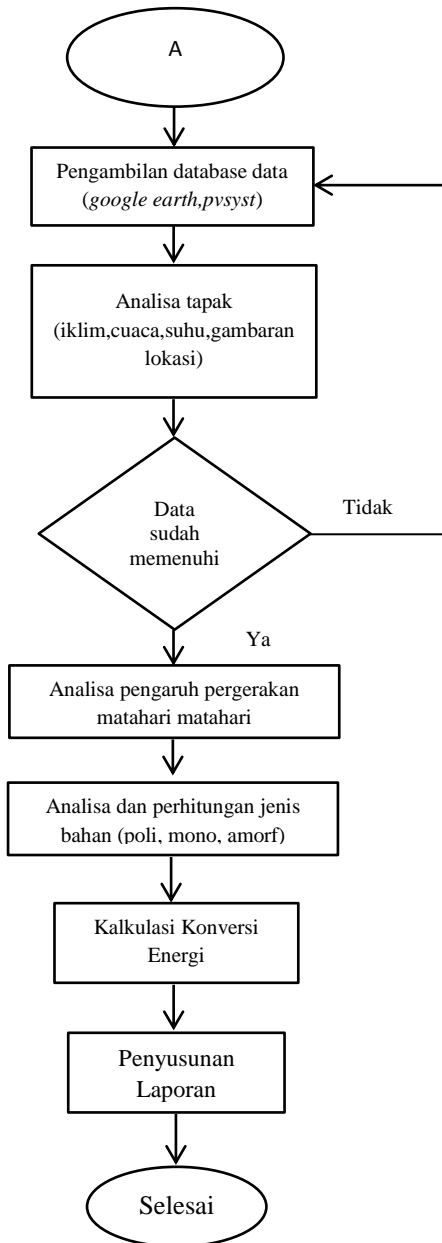 A
Pengambilan database data
(google earth,pvsyst)
Analisa tapak
(iklim,cuaca,suhu,gambaran
lokasi)
Data
sudah
memenuhi
Tidak
Ya
Analisa pengaruh pergerakan
matahari matahari
Analisa dan perhitungan jenis
bahan (poli, mono, amorf)
Kalkulasi Konversi
Energi
Penyusunan
Laporan
Selesai